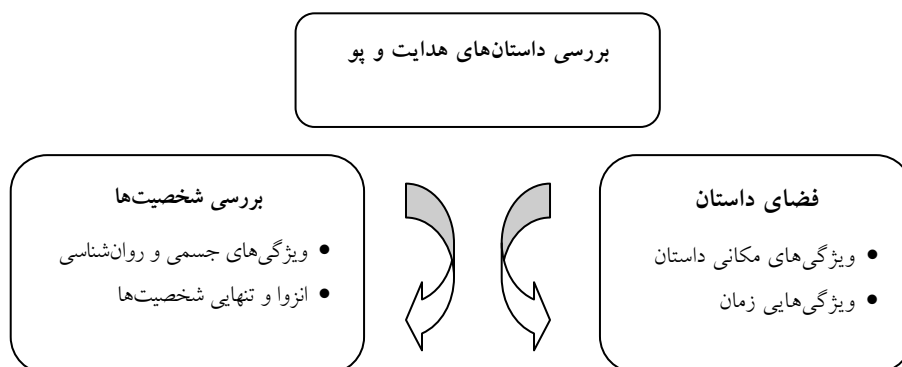 بررسی داستان‌های هدایت و پو
فضای داستان
• ویژگی‌های مکانی داستان
• ویژگی‌هایی زمان
بررسی شخصیت‌ها
• ویژگی‌های جسمی و روان‌شناسی
• انزوا و تنهایی شخصیت‌ها